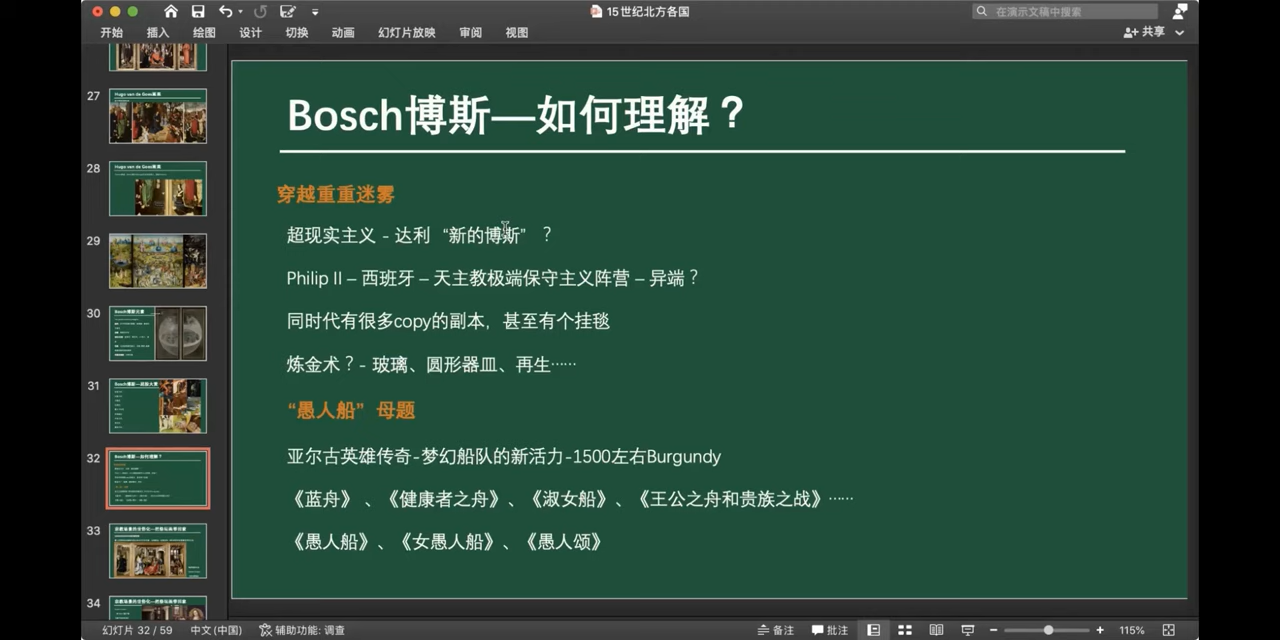 15世纪北方各国
在演示文稿中搜索
开始 插入 绘图 设计 切换 动画 幻灯片放映 审阅 视图
共享
27
Hugo van de Goes
28
Hugo van de Goes
29
30
31
32
33
34
Bosch博斯—如何理解？
穿越重重迷雾
超现实主义 - 达利 “新的博斯” ？
Philip II – 西班牙 – 天主教极端保守主义阵营 – 异端？
同时代有很多copy的副本，甚至有个挂毯
炼金术？- 玻璃、圆形器皿、再生……
“愚人船” 母题
亚尔古英雄传奇-梦幻船队的新活力-1500左右Burgundy
《蓝舟》 、《健康者之舟》、《淑女船》、《王公之舟和贵族之战》……
《愚人船》、《女愚人船》、《愚人颂》
幻灯片 32 / 59 中文(中国) 辅助功能: 调查
备注 批注 115%